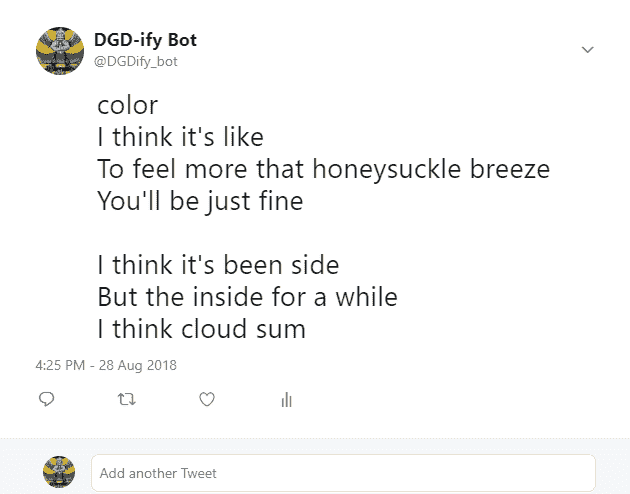 DGD-ify Bot
@DGDify_bot
color
I think it's like
To feel more that honeysuckle breeze
You'll be just fine

I think it's been side
But the inside for a while
I think cloud sum
4:25 PM - 28 Aug 2018
Add another Tweet